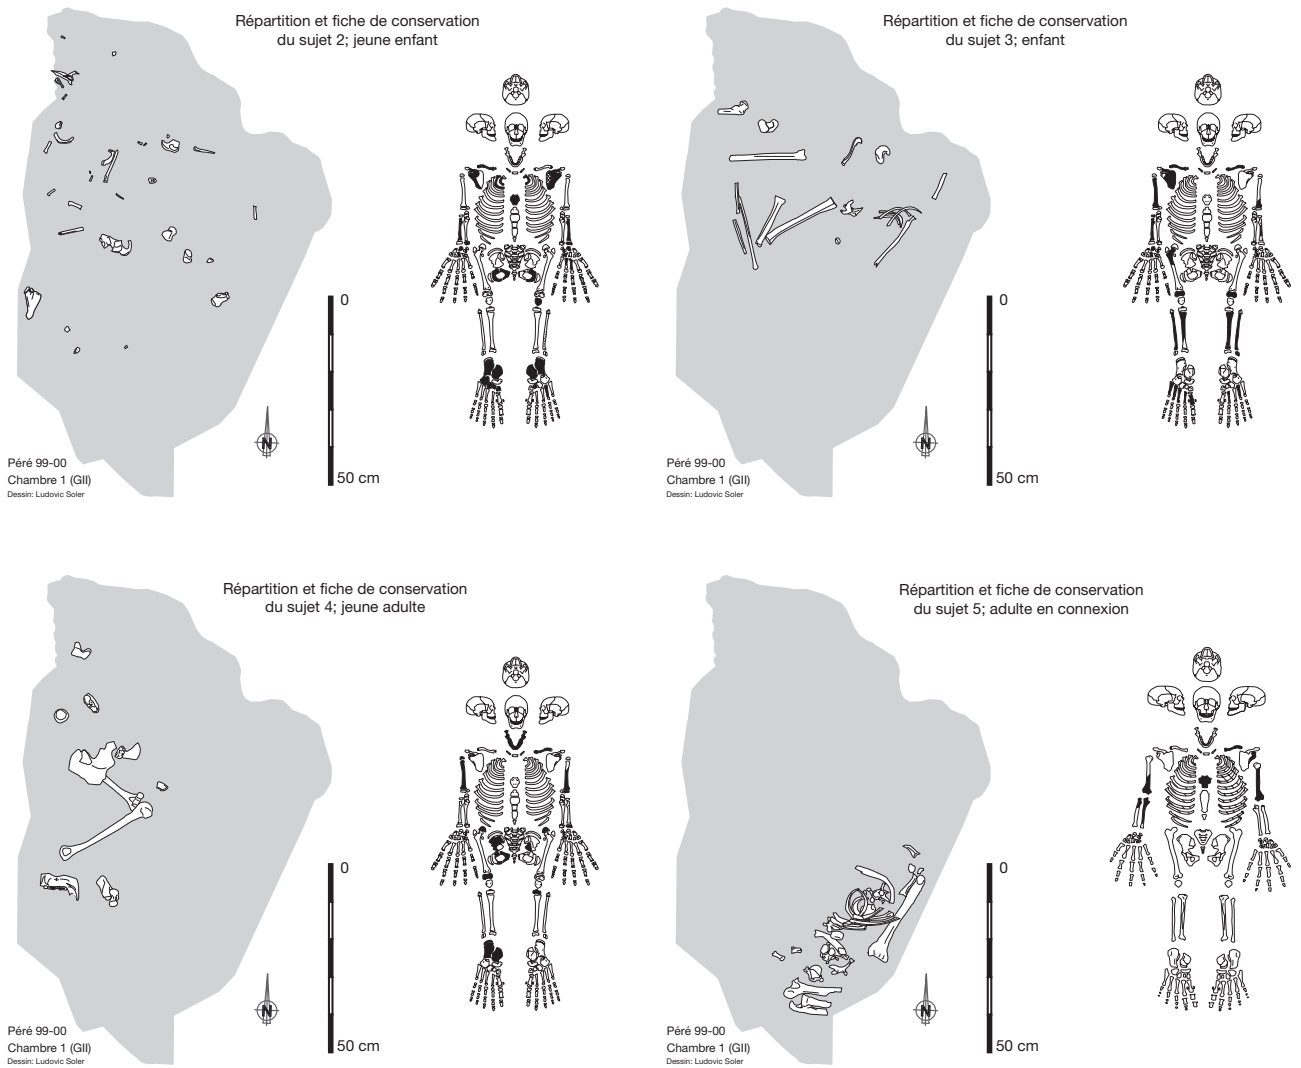 Répartition et fiche de conservation
du sujet 2; jeune enfant
0
N
50 cm
Péré 99-00
Chambre 1 (GII)
Dessin: Ludovic Soler
Répartition et fiche de conservation
du sujet 3; enfant
0
N
50 cm
Péré 99-00
Chambre 1 (GII)
Dessin: Ludovic Soler
Répartition et fiche de conservation
du sujet 4; jeune adulte
0
N
50 cm
Péré 99-00
Chambre 1 (GII)
Dessin: Ludovic Soler
Répartition et fiche de conservation
du sujet 5; adulte en connexion
0
N
50 cm
Péré 99-00
Chambre 1 (GII)
Dessin: Ludovic Soler